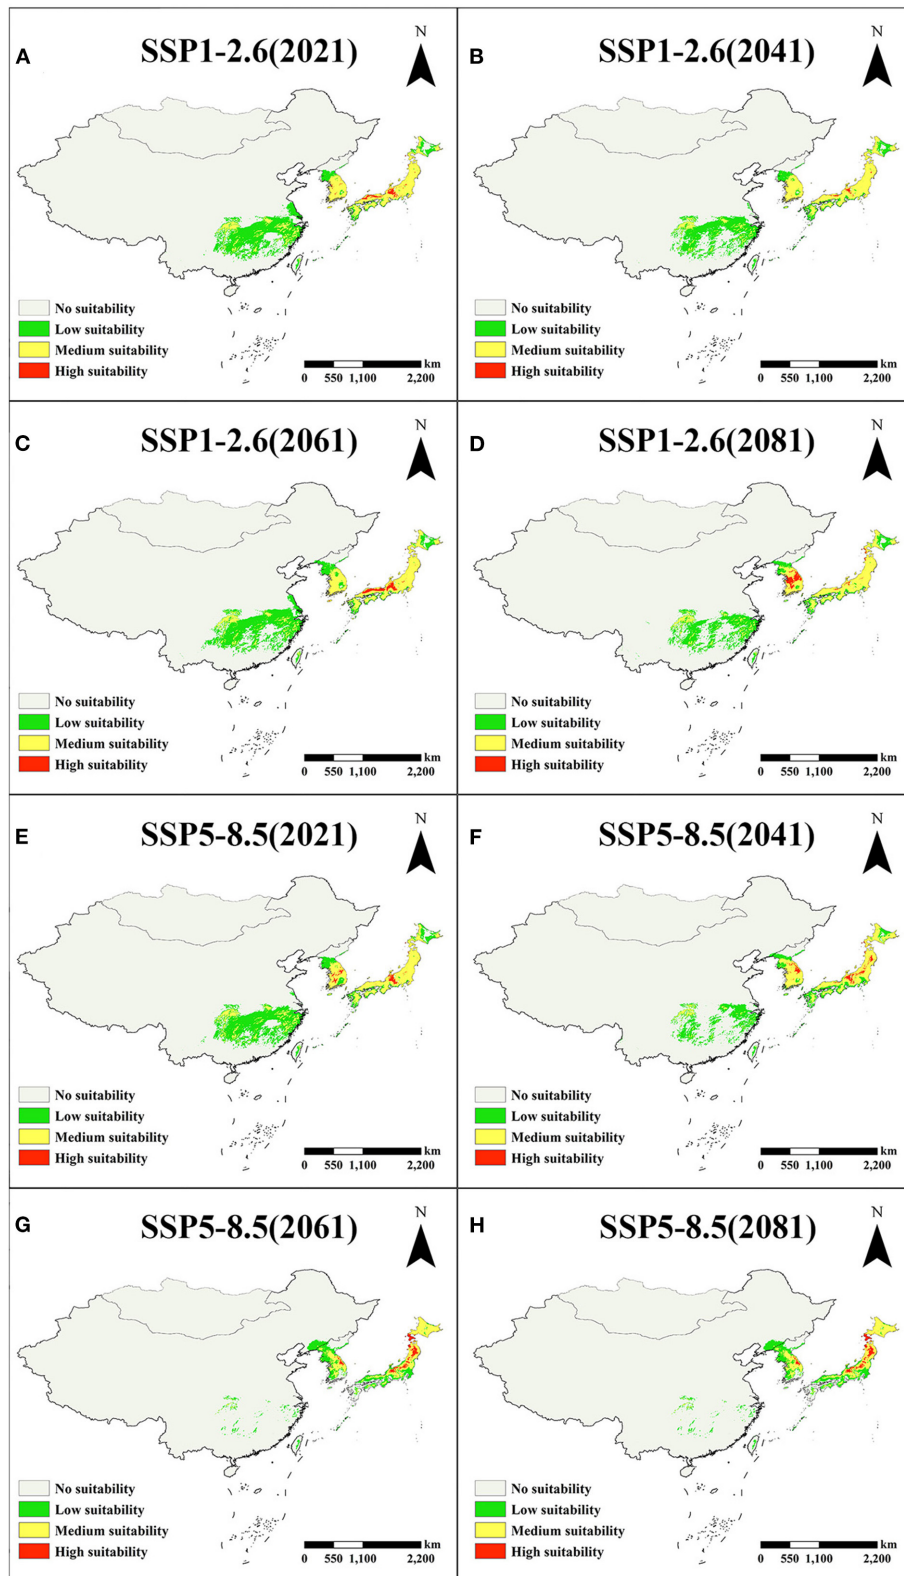 A
SSP1-2.6(2021)
N
No suitability
Low suitability
Medium suitability
High suitability
km
0 550 1,100 2,200
B
SSP1-2.6(2041)
N
No suitability
Low suitability
Medium suitability
High suitability
km
0 550 1,100 2,200
C
SSP1-2.6(2061)
N
No suitability
Low suitability
Medium suitability
High suitability
km
0 550 1,100 2,200
D
SSP1-2.6(2081)
N
No suitability
Low suitability
Medium suitability
High suitability
km
0 550 1,100 2,200
E
SSP5-8.5(2021)
N
No suitability
Low suitability
Medium suitability
High suitability
km
0 550 1,100 2,200
F
SSP5-8.5(2041)
N
No suitability
Low suitability
Medium suitability
High suitability
km
0 550 1,100 2,200
G
SSP5-8.5(2061)
N
No suitability
Low suitability
Medium suitability
High suitability
km
0 550 1,100 2,200
H
SSP5-8.5(2081)
N
No suitability
Low suitability
Medium suitability
High suitability
km
0 550 1,100 2,200